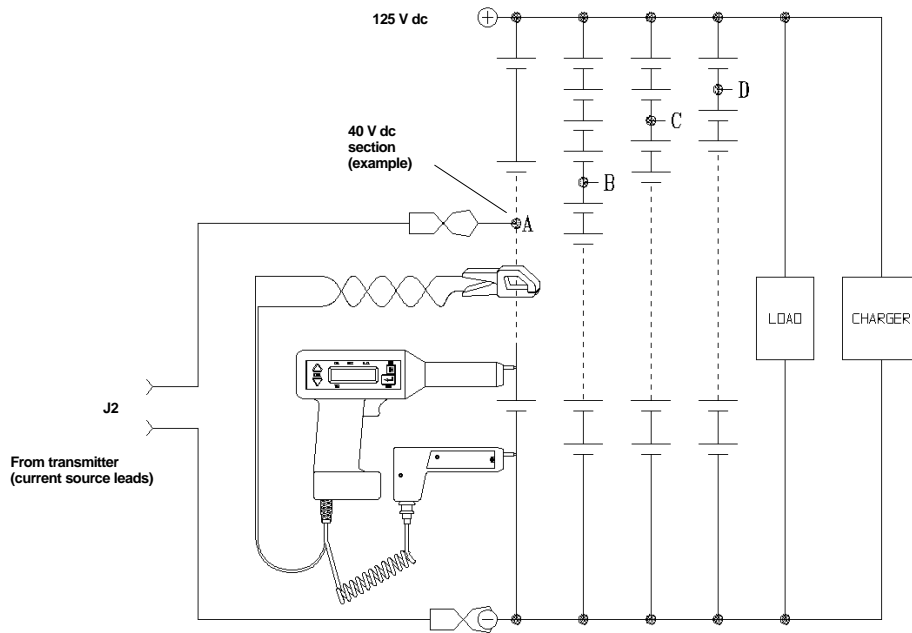 125 V dc
+
D
C
40 V dc
section
(example)
B
A
LOAD
CHARGER
J2
From transmitter
(current source leads)
−